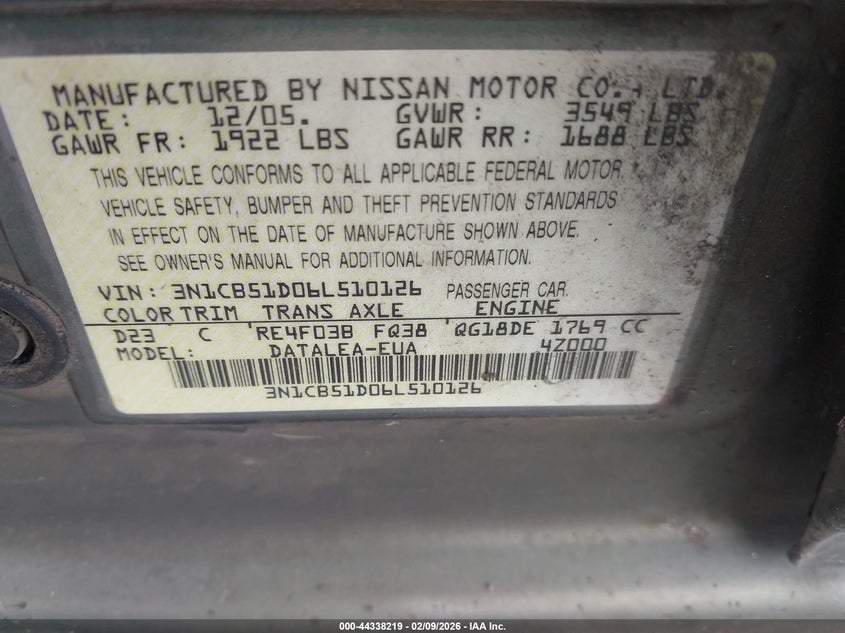 MANUFACTURED BY NISSAN MOTOR CO., LTD.
DATE: 12/05. GVWR: 3549 LBS
GAWR FR: 1922 LBS GAWR RR: 1688 LBS
THIS VEHICLE CONFORMS TO ALL APPLICABLE FEDERAL MOTOR
VEHICLE SAFETY, BUMPER AND THEFT PREVENTION STANDARDS
IN EFFECT ON THE DATE OF MANUFACTURE SHOWN ABOVE.
SEE OWNER'S MANUAL FOR ADDITIONAL INFORMATION.
VIN: 3N1CB51D06L510126 PASSENGER CAR.
COLOR TRIM TRANS AXLE ENGINE
D23 C RE4F03B FQ38 QG18DE 1769 CC
MODEL: DATALEA-EUA 4Z000
3N1CB51D06L510126
000-44338219 - 02/09/2026 - IAA Inc.